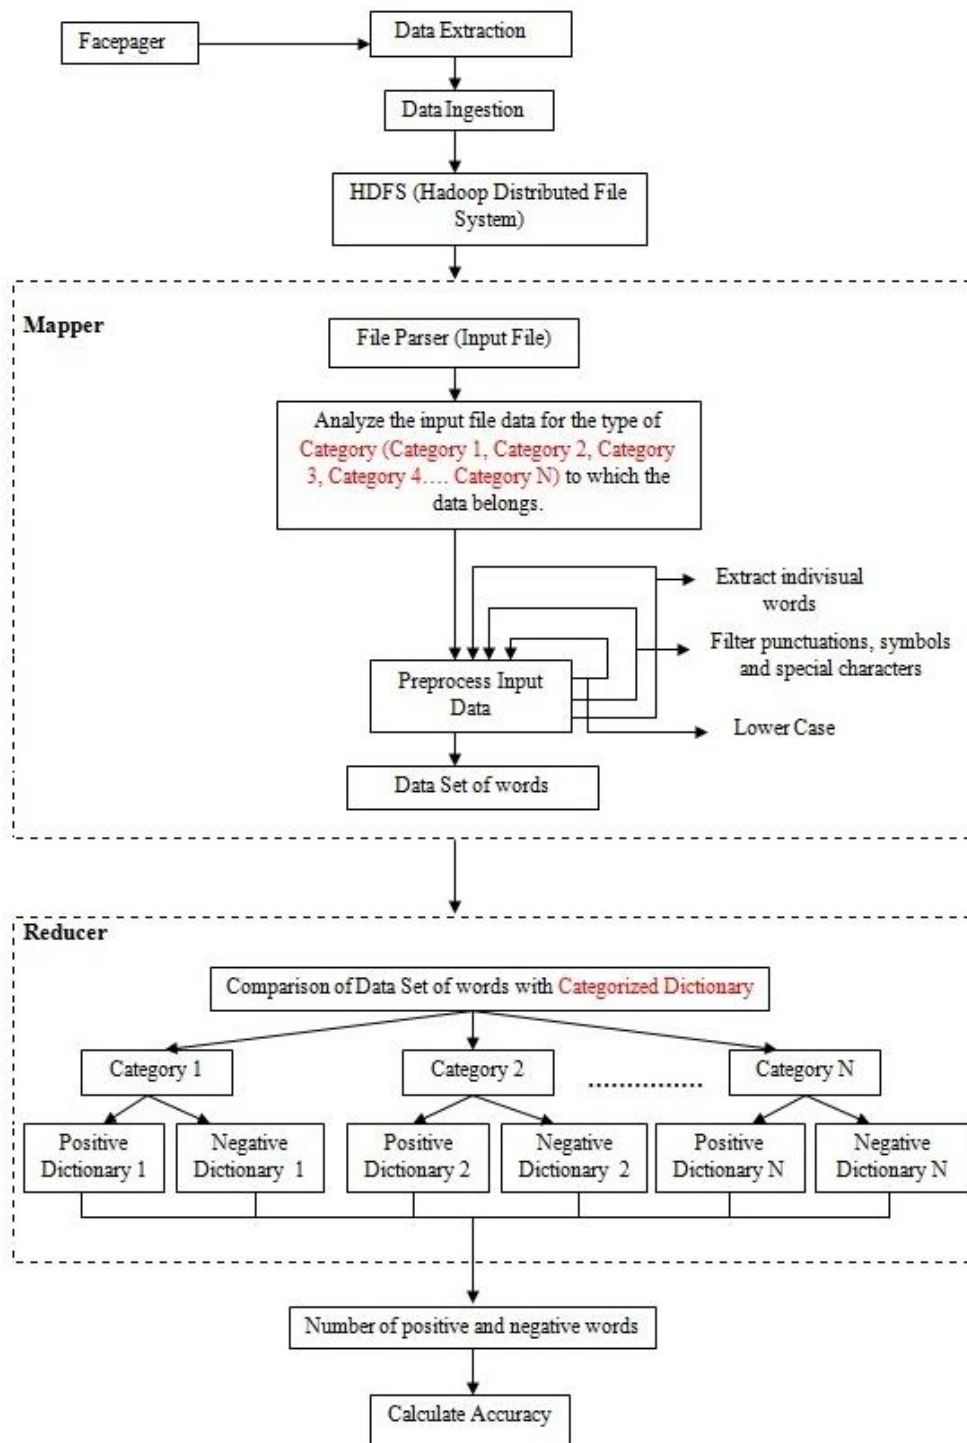 Facepager
Data Extraction
Data Ingestion
HDFS (Hadoop Distributed File
System)
Mapper
File Parser (Input File)
Analyze the input file data for the type of
Category (Category 1, Category 2, Category
3, Category 4…. Category N) to which the
data belongs.
Extract indivisual
words
Filter punctuations, symbols
and special characters
Preprocess Input
Data
Lower Case
Data Set of words
Reducer
Comparison of Data Set of words with Categorized Dictionary
Category 1
Category 2
...............
Category N
Positive
Dictionary 1
Negative
Dictionary 1
Positive
Dictionary 2
Negative
Dictionary 2
Positive
Dictionary N
Negative
Dictionary N
Number of positive and negative words
Calculate Accuracy